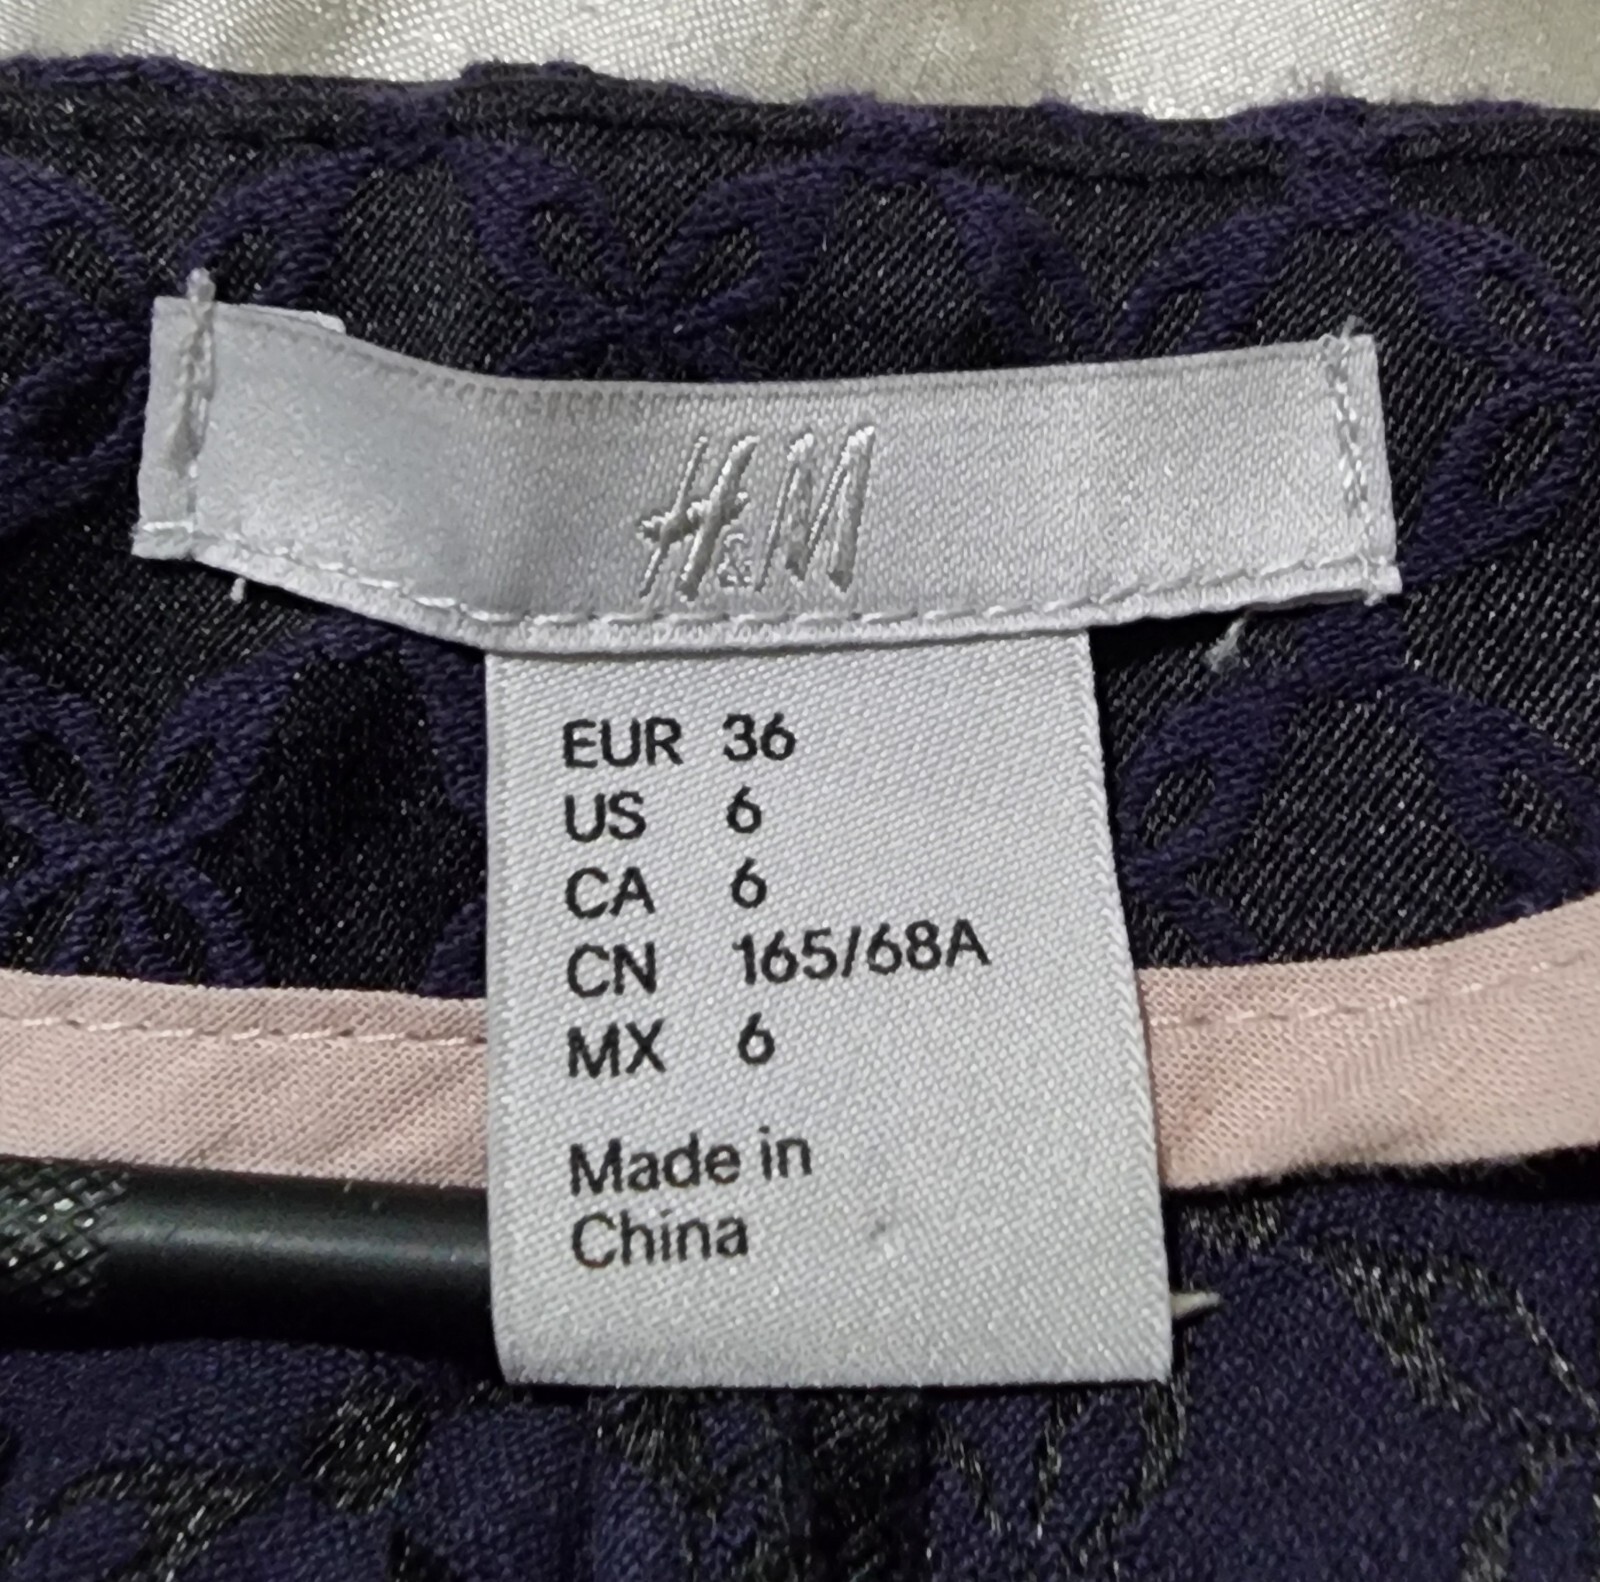 H&M
EUR 36
US 6
CA 6
CN 165/68A
MX 6
Made in
China